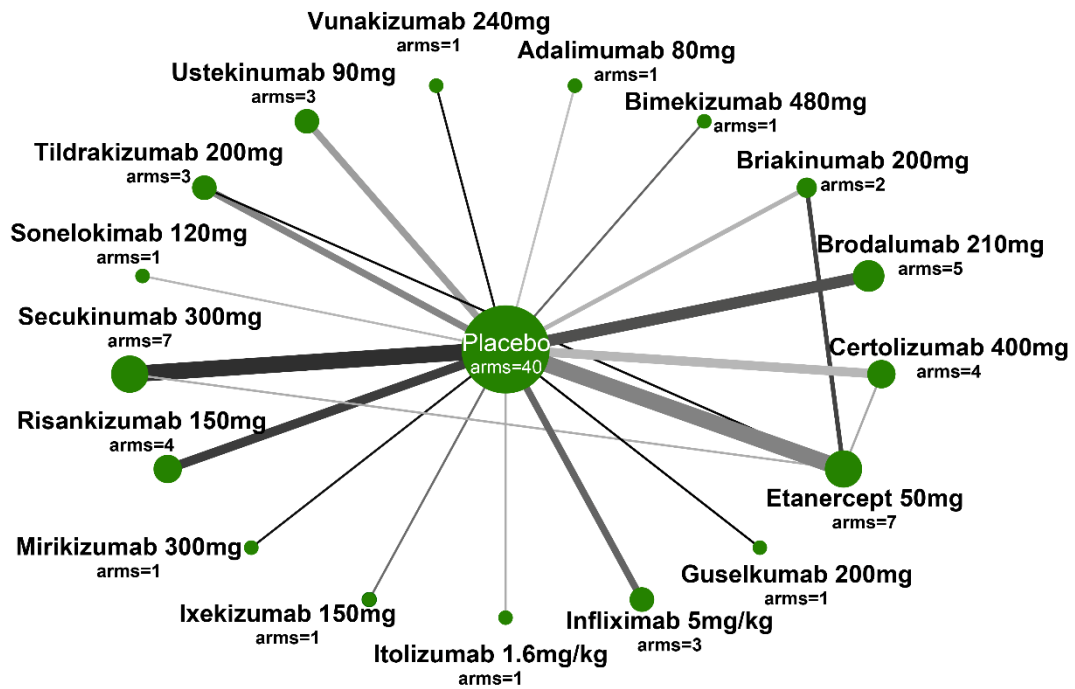 Vunakizumab 240mg
arms=1
Adalimumab 80mg
arms=1
Ustekinumab 90mg
arms=3
Bimekizumab 480mg
arms=1
Tildrakizumab 200mg
arms=3
Briakinumab 200mg
arms=2
Sonelokimab 120mg
arms=1
Brodalumab 210mg
arms=5
Secukinumab 300mg
arms=7
Placebo
arms=40
Certolizumab 400mg
arms=4
Risankizumab 150mg
arms=4
Etanercept 50mg
arms=7
Mirikizumab 300mg
arms=1
Guselkumab 200mg
arms=1
Ixekizumab 150mg
arms=1
Infliximab 5mg/kg
arms=3
Itolizumab 1.6mg/kg
arms=1